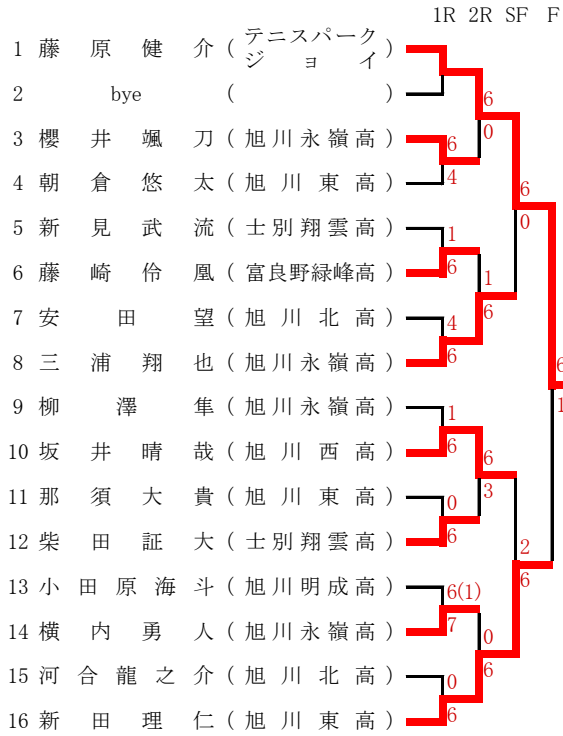 1R 2R SF F
1 藤原健介 (テニスパークジョイ)
2 bye ( )
6
0
3 櫻井颯刀 (旭川永嶺高)
6
4
4 朝倉悠太 (旭川東高)
6
0
5 新見武流 (士別翔雲高)
1
6
6 藤崎伶凰 (富良野緑峰高)
1
6
7 安田望 (旭川北高)
4
6
8 三浦翔也 (旭川永嶺高)
6
1
9 柳澤隼 (旭川永嶺高)
1
6
10 坂井晴哉 (旭川西高)
6
3
11 那須大貴 (旭川東高)
0
6
12 柴田証大 (士別翔雲高)
2
6
13 小田原海斗 (旭川明成高)
6(1)
7
14 横内勇人 (旭川永嶺高)
0
6
15 河合龍之介 (旭川北高)
0
6
16 新田理仁 (旭川東高)